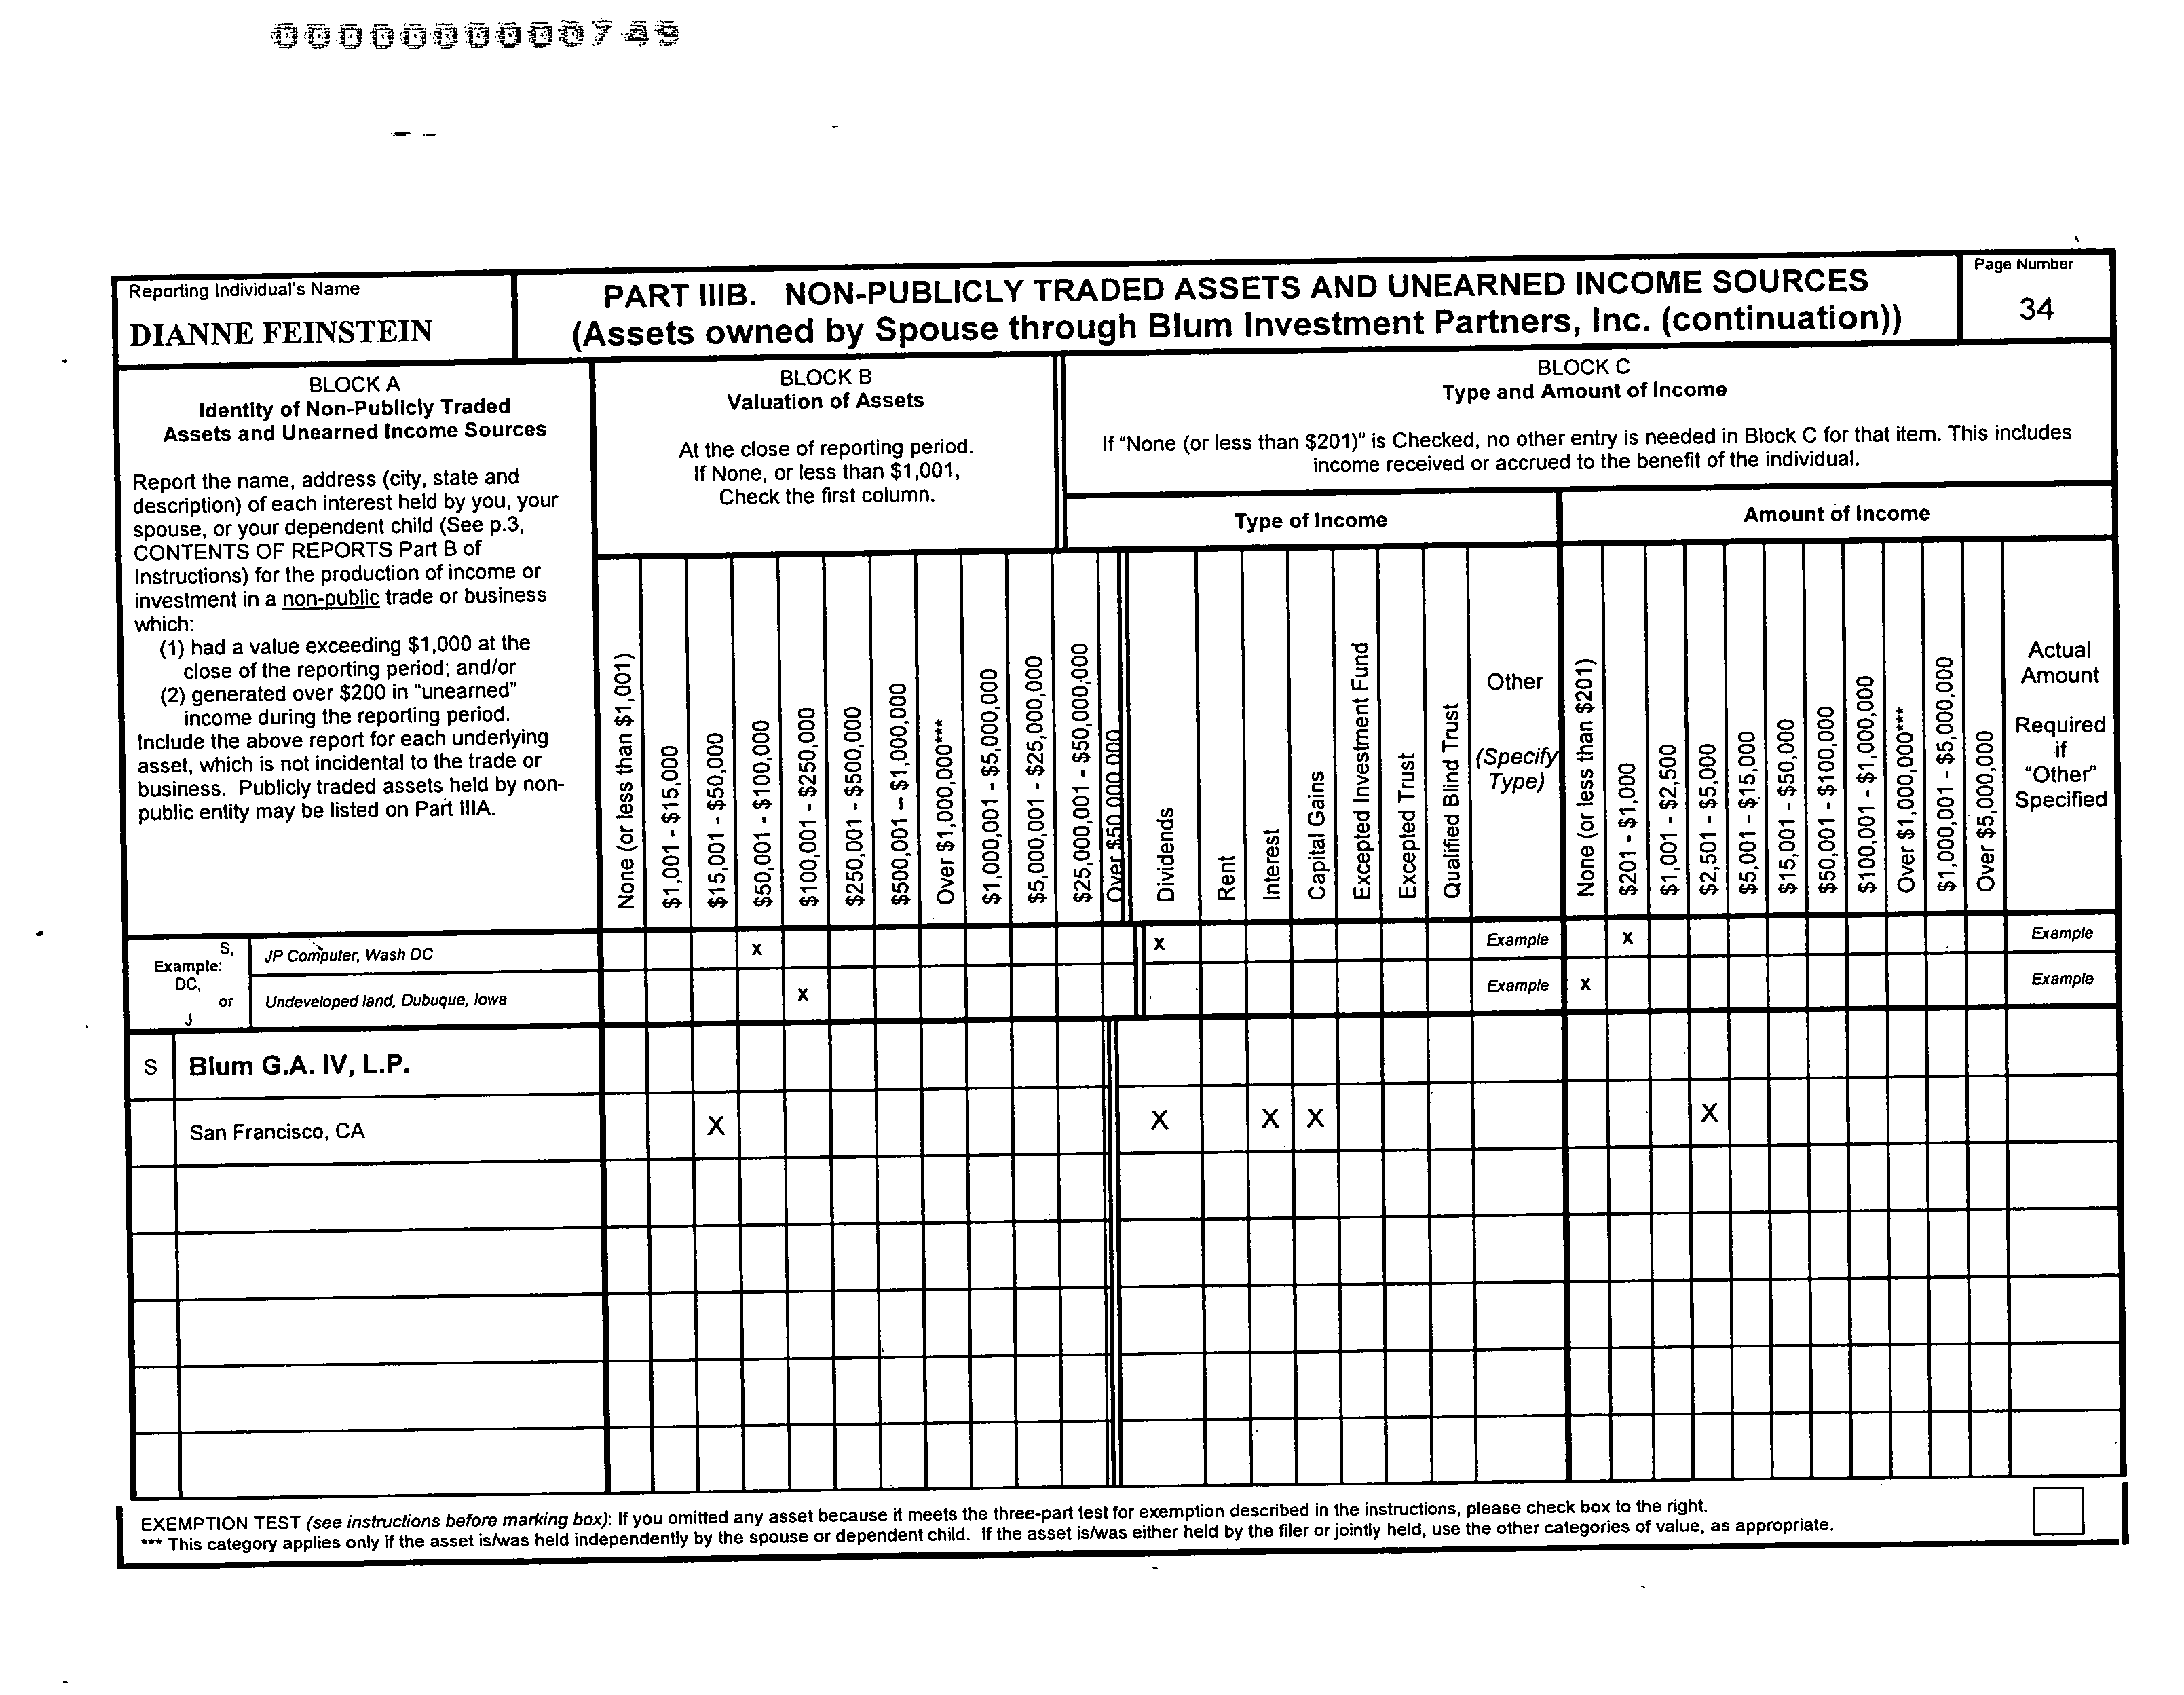 0000000000749
Reporting Individual's Name
DIANNE FEINSTEIN
PART IIIB. NON-PUBLICLY TRADED ASSETS AND UNEARNED INCOME SOURCES
(Assets owned by Spouse through Blum Investment Partners, Inc. (continuation))
Page Number
34
BLOCK A
Identity of Non-Publicly Traded
Assets and Unearned Income Sources
Report the name, address (city, state and
description) of each interest held by you, your
spouse, or your dependent child (See p.3,
CONTENTS OF REPORTS Part B of
Instructions) for the production of income or
investment in a non-public trade or business
which:
(1) had a value exceeding $1,000 at the
close of the reporting period; and/or
(2) generated over $200 in "unearned"
income during the reporting period.
Include the above report for each underlying
asset, which is not incidental to the trade or
business. Publicly traded assets held by non-
public entity may be listed on Part IIIA.
BLOCK B
Valuation of Assets
At the close of reporting period.
If None, or less than $1,001,
Check the first column.
BLOCK C
Type and Amount of Income
If "None (or less than $201)" is Checked, no other entry is needed in Block C for that item. This includes
income received or accrued to the benefit of the individual.
Type of Income
Amount of Income
None (or less than $1,001)
$1,001 - $15,000
$15,001 - $50,000
$50,001 - $100,000
$100,001 - $250,000
$250,001 - $500,000
$500,001 – $1,000,000
Over $1,000,000***
$1,000,001 - $5,000,000
$5,000,001 - $25,000,000
$25,000,001 - $50,000,000
Over $50,000,000
Dividends
Rent
Interest
Capital Gains
Excepted Investment Fund
Excepted Trust
Qualified Blind Trust
Other
(Specify
Type)
None (or less than $201)
$201 - $1,000
$1,001 - $2,500
$2,501 - $5,000
$5,001 - $15,000
$15,001 - $50,000
$50,001 - $100,000
$100,001 - $1,000,000
Over $1,000,000***
$1,000,001 - $5,000,000
Over $5,000,000
Actual
Amount
Required
if
"Other"
Specified
Example: S,
DC,
or
J
JP Computer, Wash DC X X Example X Example
Undeveloped land, Dubuque, Iowa X Example X Example
S Blum G.A. IV, L.P.
San Francisco, CA X X X X X
EXEMPTION TEST (see instructions before marking box): If you omitted any asset because it meets the three-part test for exemption described in the instructions, please check box to the right.
*** This category applies only if the asset is/was held independently by the spouse or dependent child. If the asset is/was either held by the filer or jointly held, use the other categories of value, as appropriate.